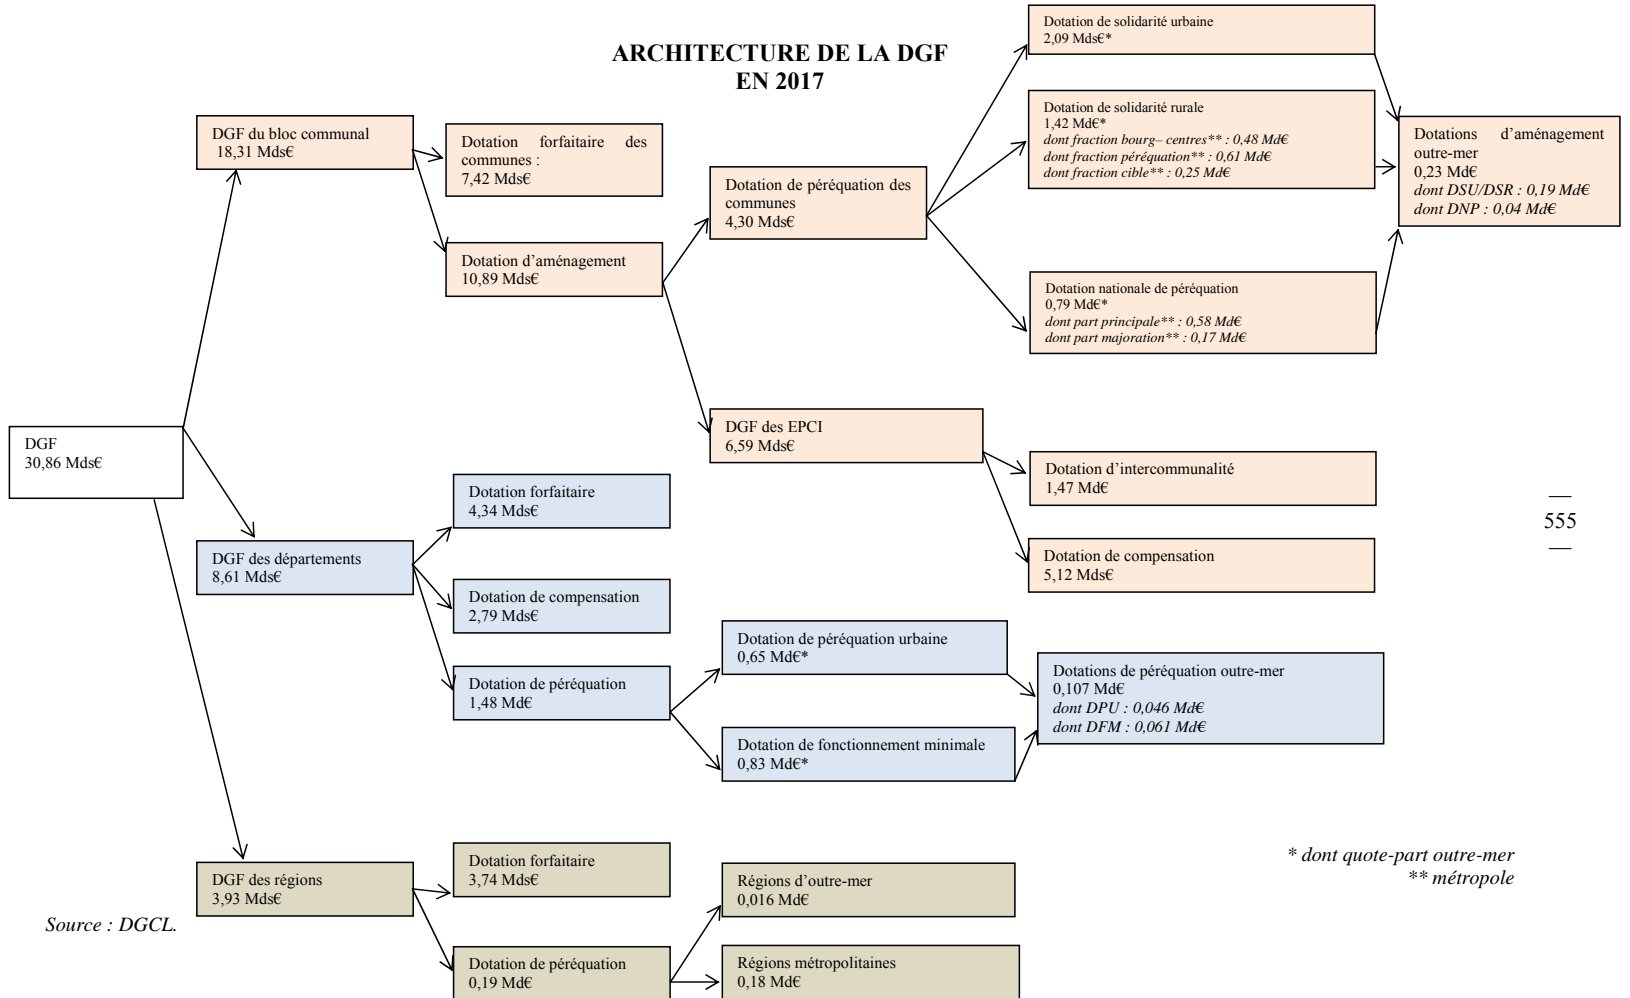 ARCHITECTURE DE LA DGF
EN 2017
DGF
30,86 Mds€
DGF du bloc communal
18,31 Mds€
Dotation forfaitaire des
communes :
7,42 Mds€
Dotation d’aménagement
10,89 Mds€
Dotation de péréquation des
communes
4,30 Mds€
Dotation de solidarité urbaine
2,09 Mds€*
Dotation de solidarité rurale
1,42 Md€*
dont fraction bourg– centres** : 0,48 Md€
dont fraction péréquation** : 0,61 Md€
dont fraction cible** : 0,25 Md€
Dotation nationale de péréquation
0,79 Md€*
dont part principale** : 0,58 Md€
dont part majoration** : 0,17 Md€
Dotations d’aménagement
outre-mer
0,23 Md€
dont DSU/DSR : 0,19 Md€
dont DNP : 0,04 Md€
DGF des EPCI
6,59 Mds€
Dotation d’intercommunalité
1,47 Md€
Dotation de compensation
5,12 Mds€
DGF des départements
8,61 Mds€
Dotation forfaitaire
4,34 Mds€
Dotation de compensation
2,79 Mds€
Dotation de péréquation
1,48 Md€
Dotation de péréquation urbaine
0,65 Md€*
Dotation de fonctionnement minimale
0,83 Md€*
Dotations de péréquation outre-mer
0,107 Md€
dont DPU : 0,046 Md€
dont DFM : 0,061 Md€
DGF des régions
3,93 Mds€
Dotation forfaitaire
3,74 Mds€
Dotation de péréquation
0,19 Md€
Régions d’outre-mer
0,016 Md€
Régions métropolitaines
0,18 Md€
* dont quote-part outre-mer
** métropole
Source : DGCL.
—
555
—